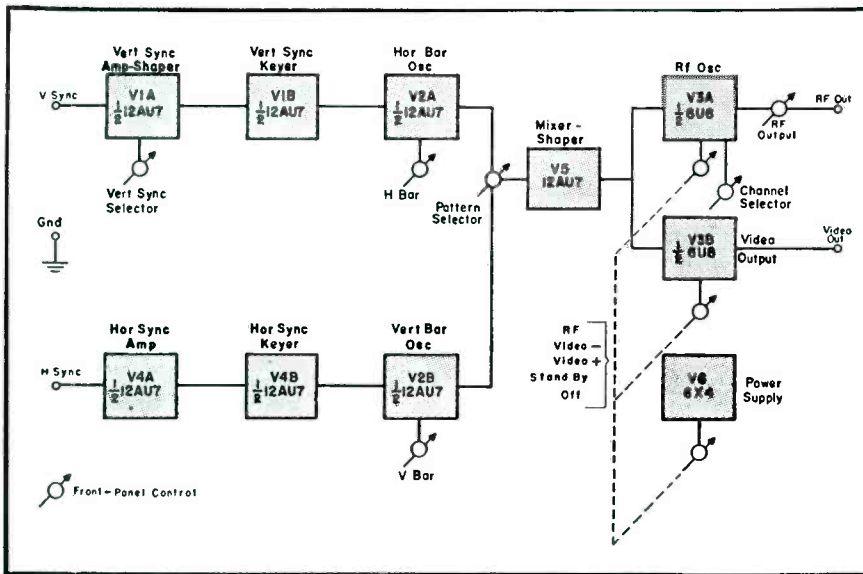 Vert Sync
Amp-Shaper
Vert Sync
Keyer
Hor Bar
Osc
Rf Osc
V Sync
V1A
½ 12AU7
V1B
½ 12AU7
V2A
½ 12AU7
V3A
½ 6U8
RF Out
RF
Output
Mixer-
Shaper
V5
12AU7
Vert Sync
Selector
H Bar
Pattern
Selector
Channel
Selector
Gnd
V3B
½ 6U8
Video
Output
Video
Out
Hor Sync
Amp
Hor Sync
Keyer
Vert Bar
Osc
RF
Video -
Video +
Stand By
Off
H Sync
V4A
½ 12AU7
V4B
½ 12AU7
V2B
½ 12AU7
V6
6X4
Power
Supply
V Bar
Front-Panel Control